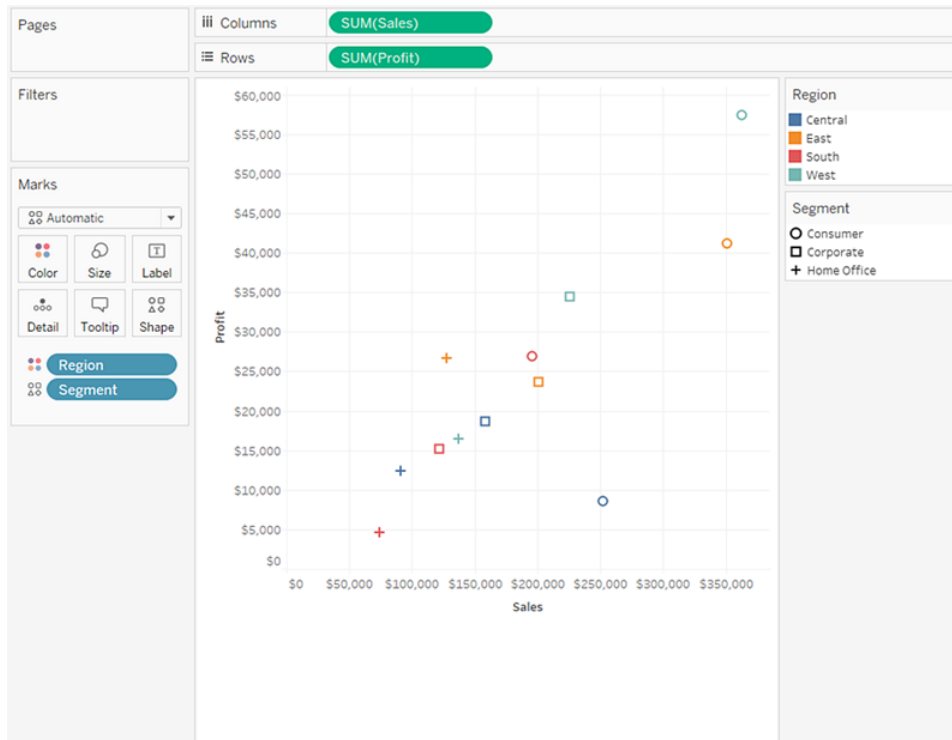 Pages
Columns SUM(Sales)
Rows SUM(Profit)
Filters
Marks
Automatic
Color Size Label
Detail Tooltip Shape
Region
Segment
$60,000
$55,000
$50,000
$45,000
$40,000
$35,000
$30,000
$25,000
$20,000
$15,000
$10,000
$5,000
$0
Profit
$0 $50,000 $100,000 $150,000 $200,000 $250,000 $300,000 $350,000
Sales
Region
Central
East
South
West
Segment
Consumer
Corporate
Home Office